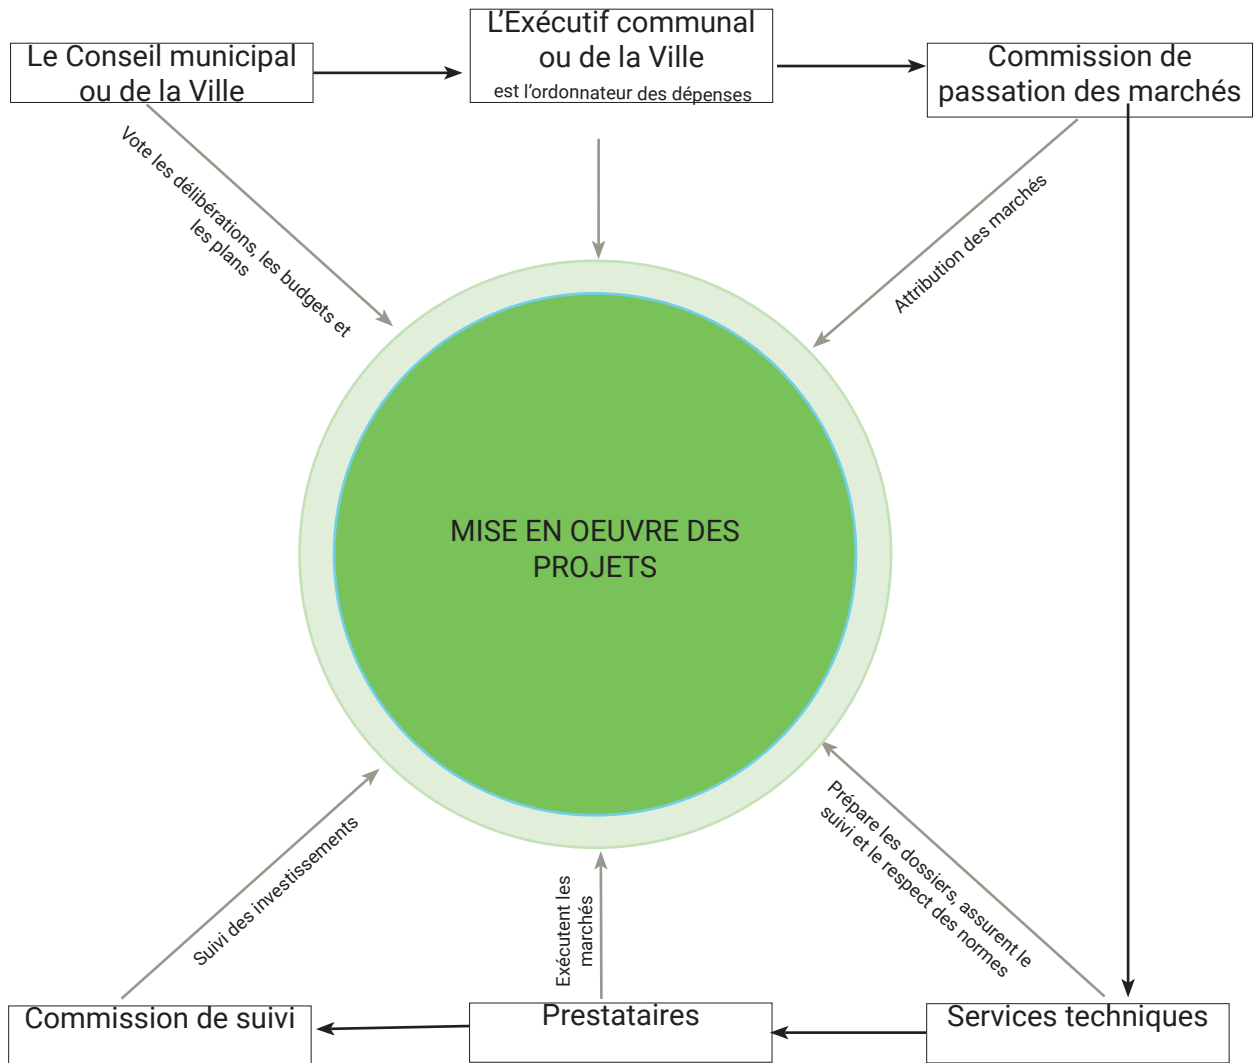 Le Conseil municipal
ou de la Ville
L’Exécutif communal
ou de la Ville
est l’ordonnateur des dépenses
Commission de
passation des marchés
Vote les délibérations, les budgets et
les plans
Attribution des marchés
MISE EN OEUVRE DES
PROJETS
Suivi des investissements
Exécutent les
marchés
Prépare les dossiers, assurent le
suivi et le respect des normes
Commission de suivi
Prestataires
Services techniques